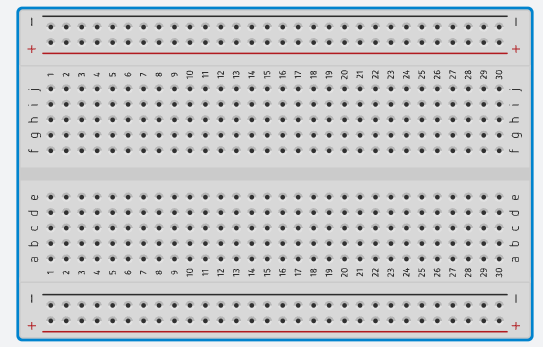 − −
+ +
1 2 3 4 5 6 7 8 9 10 11 12 13 14 15 16 17 18 19 20 21 22 23 24 25 26 27 28 29 30
j j
i i
h h
g g
f f
e e
d d
c c
b b
a a
1 2 3 4 5 6 7 8 9 10 11 12 13 14 15 16 17 18 19 20 21 22 23 24 25 26 27 28 29 30
− −
+ +